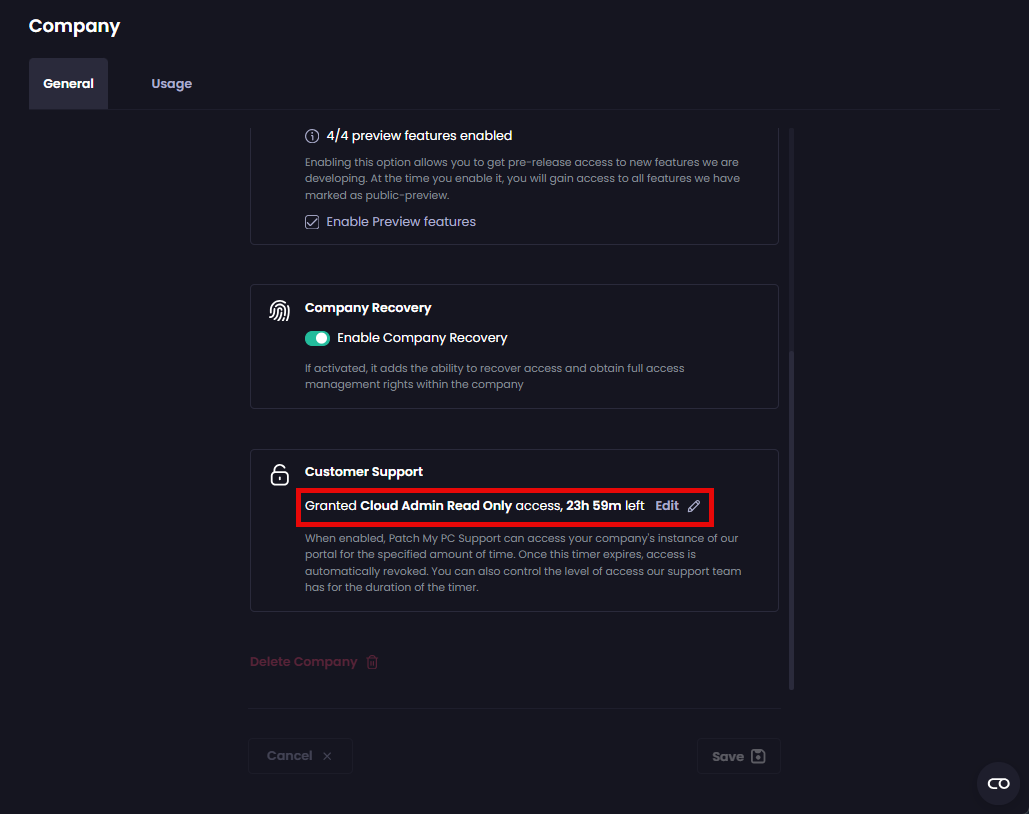 Company
General
Usage
4/4 preview features enabled
Enabling this option allows you to get pre-release access to new features we are
developing. At the time you enable it, you will gain access to all features we have
marked as public-preview.
Enable Preview features
Company Recovery
Enable Company Recovery
If activated, it adds the ability to recover access and obtain full access
management rights within the company
Customer Support
Granted Cloud Admin Read Only access, 23h 59m left Edit
When enabled, Patch My PC Support can access your company's instance of our
portal for the specified amount of time. Once this timer expires, access is
automatically revoked. You can also control the level of access our support team
has for the duration of the timer.
Delete Company
Cancel
Save